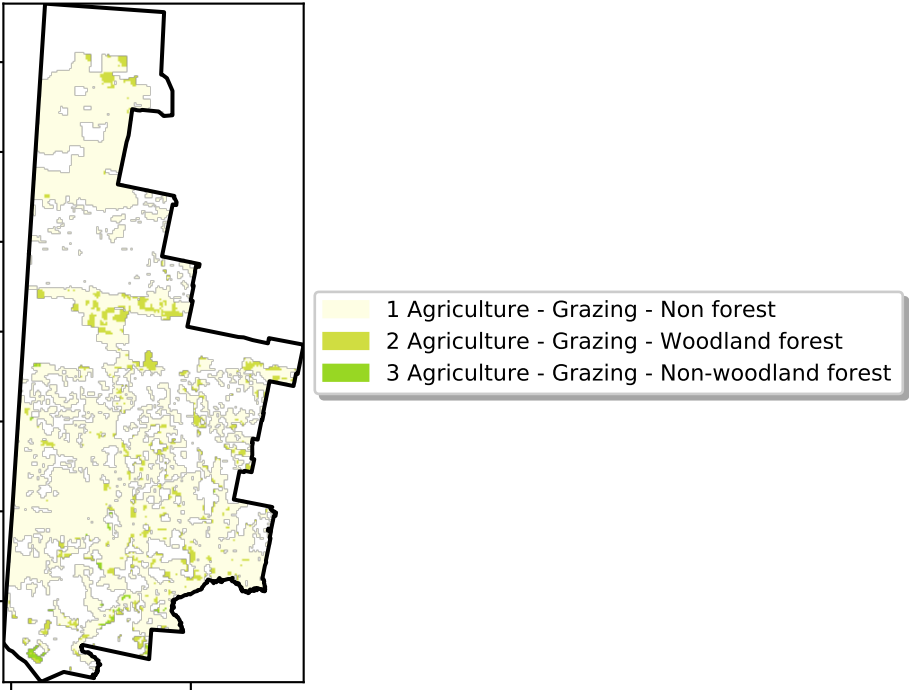 1 Agriculture - Grazing - Non forest
2 Agriculture - Grazing - Woodland forest
3 Agriculture - Grazing - Non-woodland forest